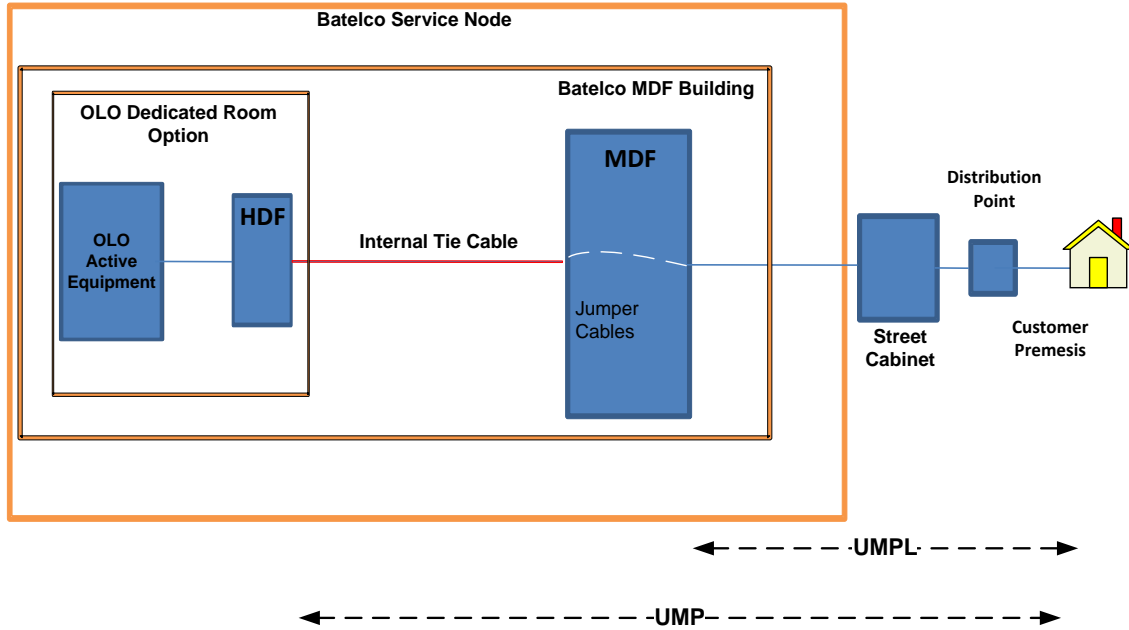 Batelco Service Node
Batelco MDF Building
OLO Dedicated Room
Option
MDF
HDF
OLO
Active
Equipment
Internal Tie Cable
Jumper
Cables
Distribution
Point
Street
Cabinet
Customer
Premesis
UMPL
UMP